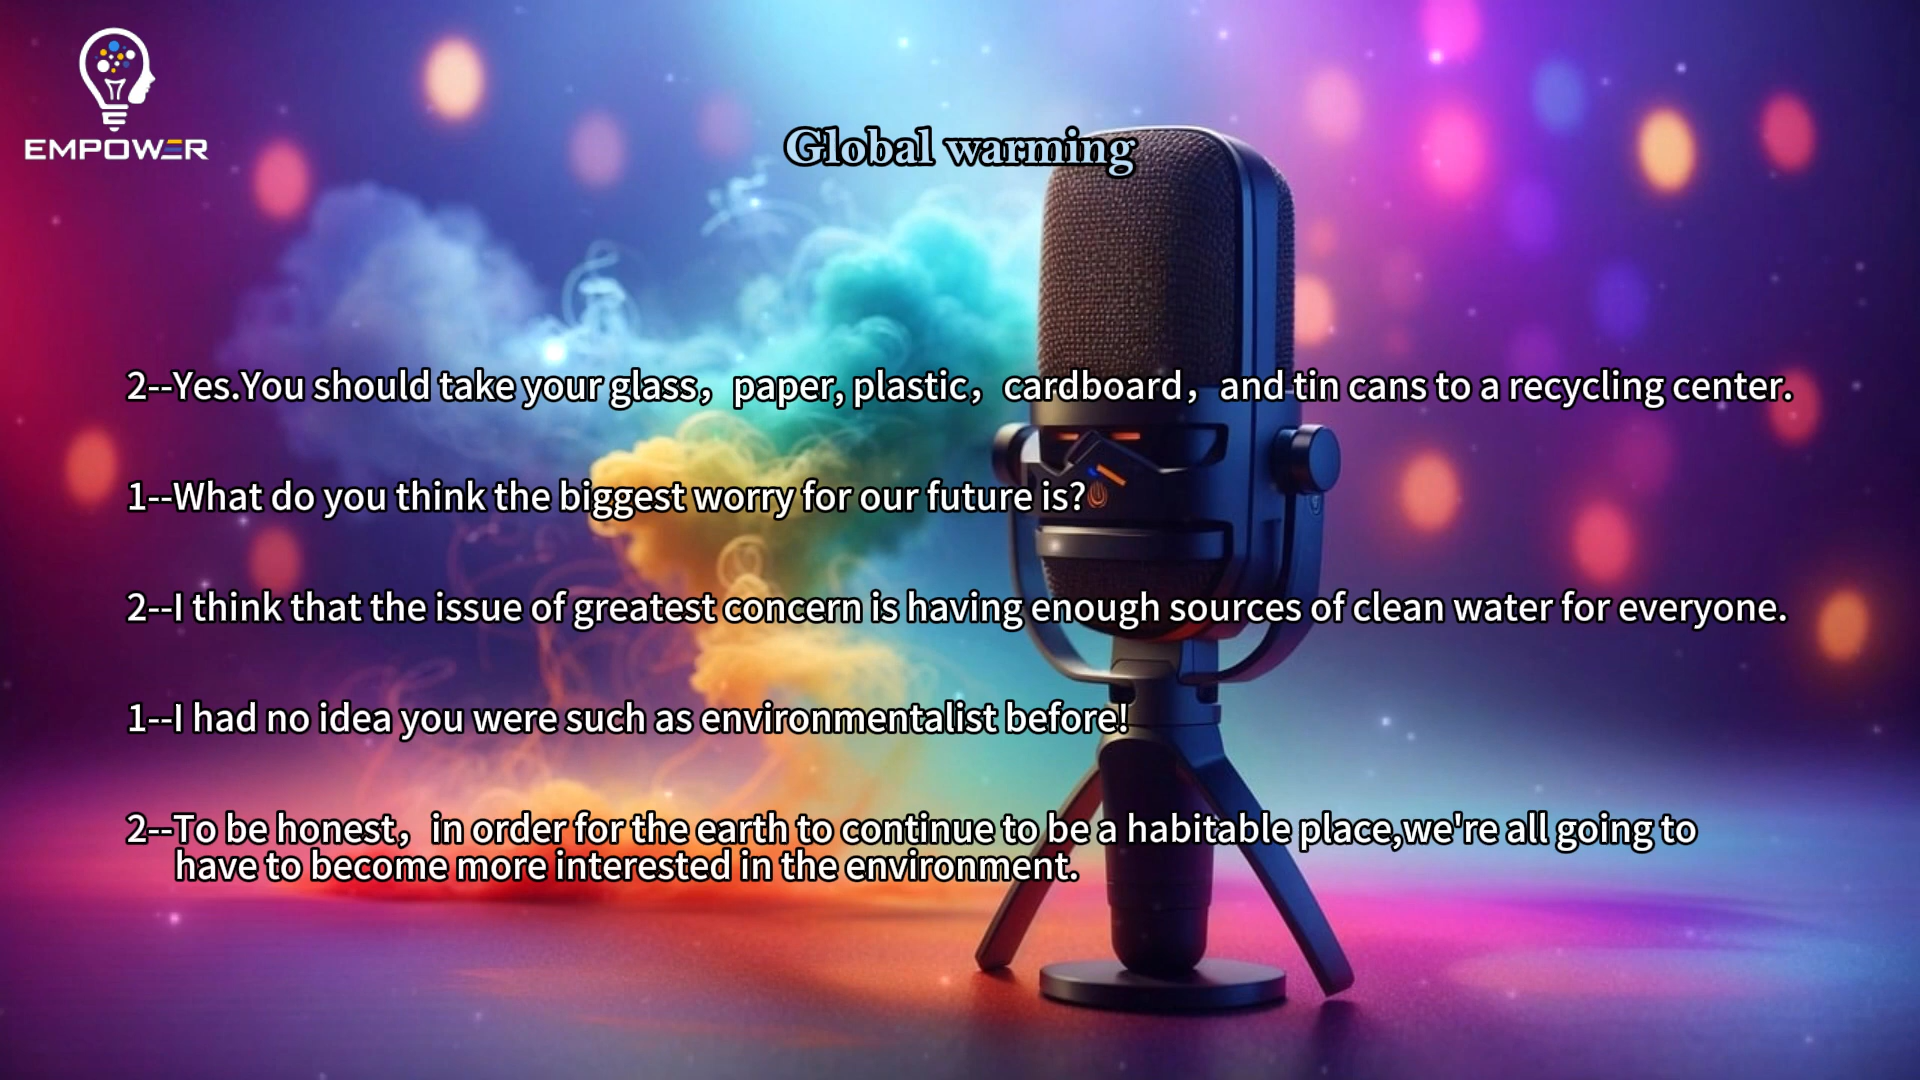 EMPOWER
Global warming
2--Yes.You should take your glass，paper, plastic，cardboard，and tin cans to a recycling center.
1--What do you think the biggest worry for our future is?
2--I think that the issue of greatest concern is having enough sources of clean water for everyone.
1--I had no idea you were such as environmentalist before!
2--To be honest，in order for the earth to continue to be a habitable place,we're all going to
have to become more interested in the environment.